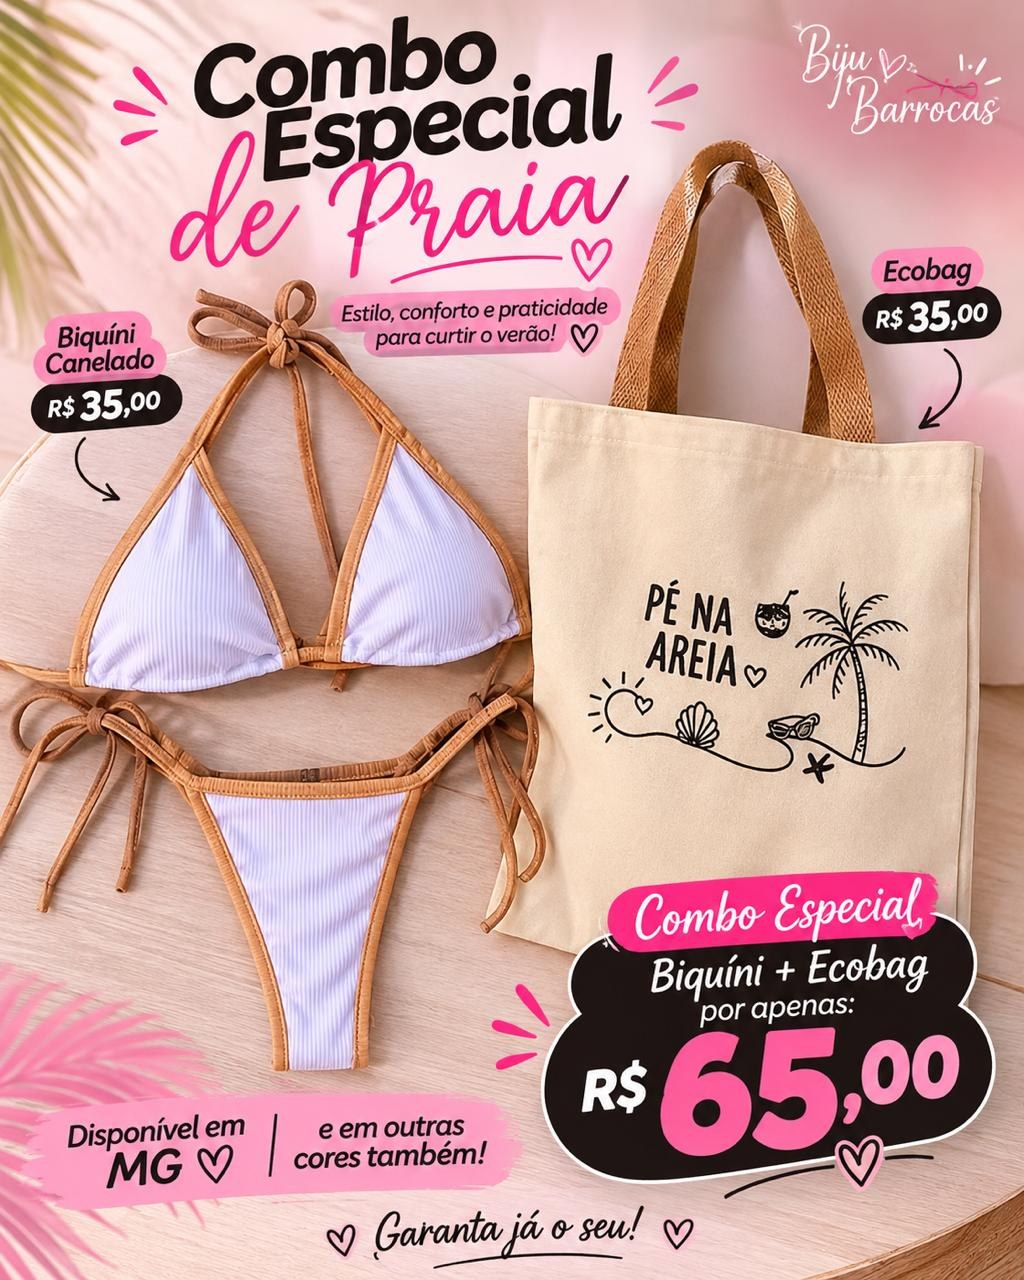 Combo
Especial
de Praia
Biju
Barrocas
Estilo, conforto e praticidade
para curtir o verão!
Ecobag
R$ 35,00
Biquíni
Canelado
R$ 35,00
PÉ NA
AREIA
Combo Especial
Biquíni + Ecobag
por apenas:
R$ 65,00
Disponível em
MG
e em outras
cores também!
Garanta já o seu!